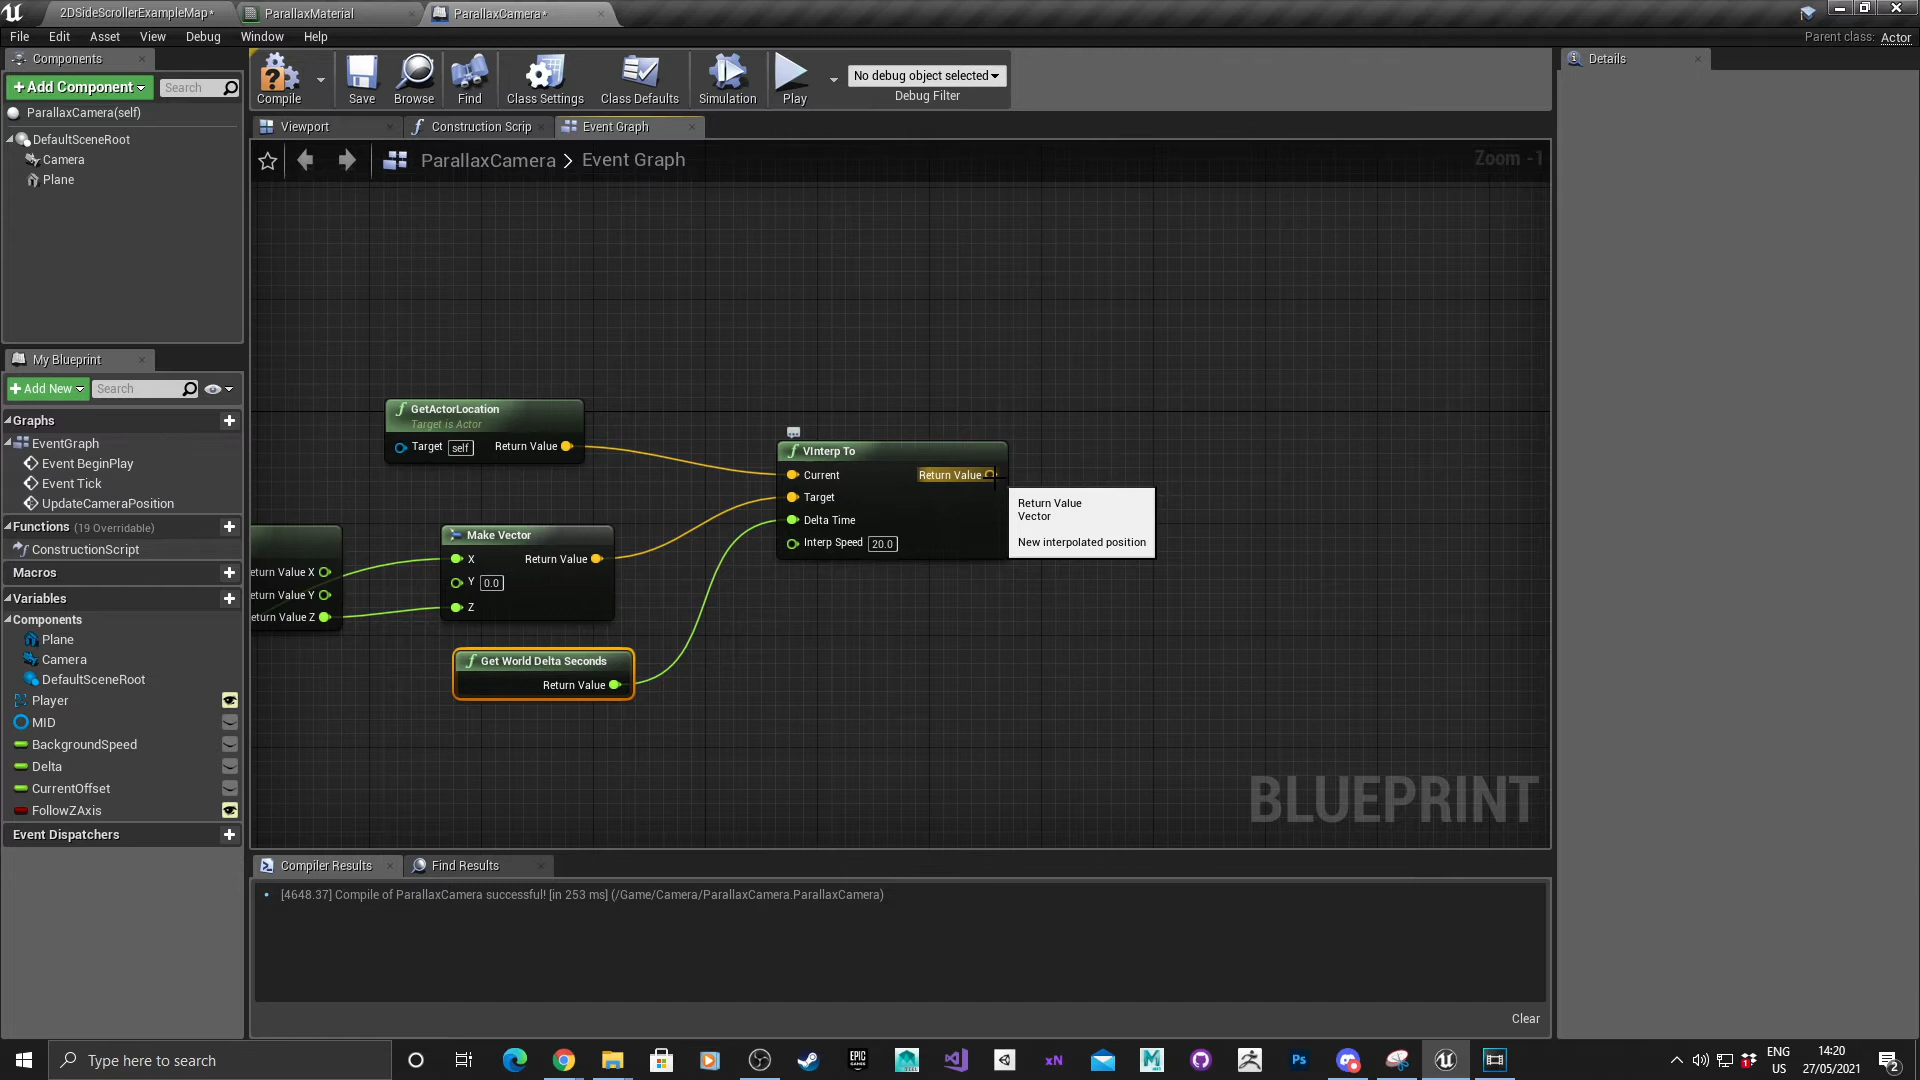 2DSideScrollerExampleMap*
ParallaxMaterial
ParallaxCamera*
File Edit Asset View Debug Window Help
Parent class: Actor
Components
+Add Component
Search
ParallaxCamera(self)
DefaultSceneRoot
Camera
Plane
Compile
Save
Browse
Find
Class Settings
Class Defaults
Simulation
Play
No debug object selected
Debug Filter
Details
Viewport
Construction Scrip
Event Graph
ParallaxCamera > Event Graph
Zoom -1
My Blueprint
+Add New
Search
Graphs
EventGraph
Event BeginPlay
Event Tick
UpdateCameraPosition
Functions (19 Overridable)
ConstructionScript
Macros
Variables
Components
Plane
Camera
DefaultSceneRoot
Player
MID
BackgroundSpeed
Delta
CurrentOffset
FollowZAxis
Event Dispatchers
GetActorLocation
Target is Actor
Target self Return Value
VInterp To
Current Return Value
Target
Delta Time
Interp Speed 20.0
Return Value
Vector
New interpolated position
eturn Value X
eturn Value Y
eturn Value Z
Make Vector
X Return Value
Y 0.0
Z
Get World Delta Seconds
Return Value
BLUEPRINT
Compiler Results
Find Results
[4648.37] Compile of ParallaxCamera successful! [in 253 ms] (/Game/Camera/ParallaxCamera.ParallaxCamera)
Clear
Type here to search
EPIC
GAMES
xN
M
Ps
ENG
US
14:20
27/05/2021
2